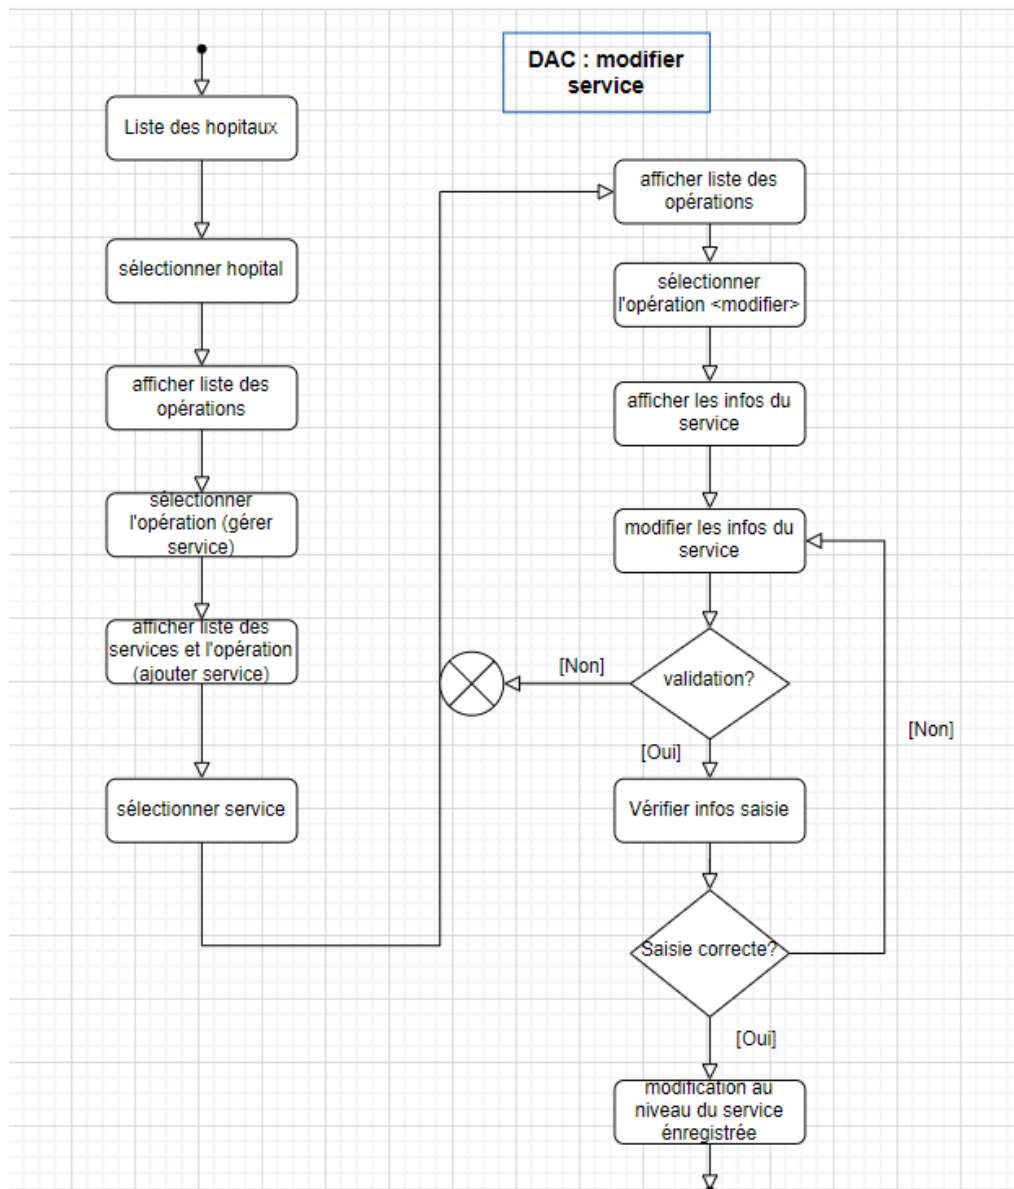 DAC : modifier
service
Liste des hopitaux
sélectionner hopital
afficher liste des
opérations
sélectionner
l'opération (gérer
service)
afficher liste des
services et l'opération
(ajouter service)
sélectionner service
afficher liste des
opérations
sélectionner
l'opération <modifier>
afficher les infos du
service
modifier les infos du
service
validation?
[Non]
[Oui]
Vérifier infos saisie
Saisie correcte?
[Non]
[Oui]
modification au
niveau du service
énregistrée